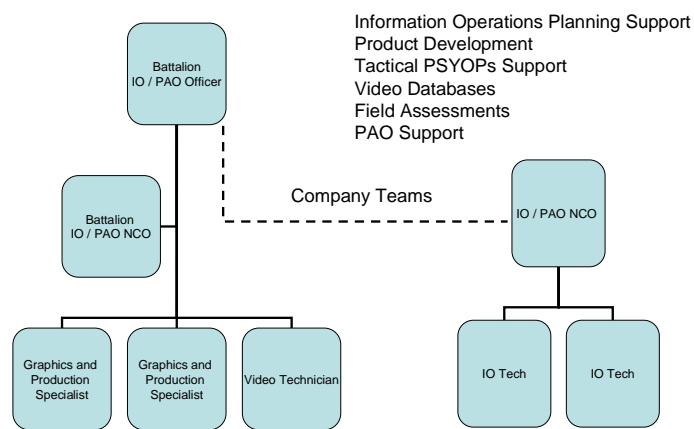 Information Operations Planning Support
Product Development
Tactical PSYOPs Support
Video Databases
Field Assessments
PAO Support
Battalion
IO / PAO Officer
Company Teams
Battalion
IO / PAO NCO
IO / PAO NCO
Graphics and
Production
Specialist
Graphics and
Production
Specialist
Video Technician
IO Tech
IO Tech